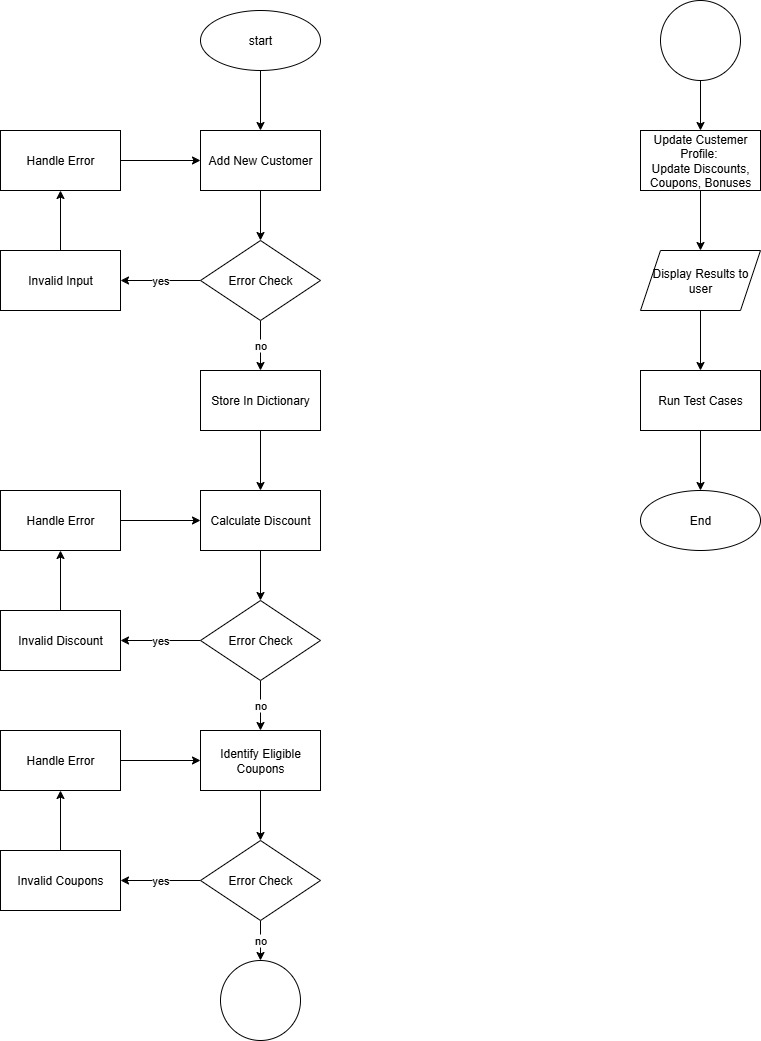 start
Handle Error
Add New Customer
Invalid Input
yes
Error Check
no
Store In Dictionary
Handle Error
Calculate Discount
Invalid Discount
yes
Error Check
no
Handle Error
Identify Eligible
Coupons
Invalid Coupons
yes
Error Check
no
Update Custemer
Profile:
Update Discounts,
Coupons, Bonuses
Display Results to
user
Run Test Cases
End